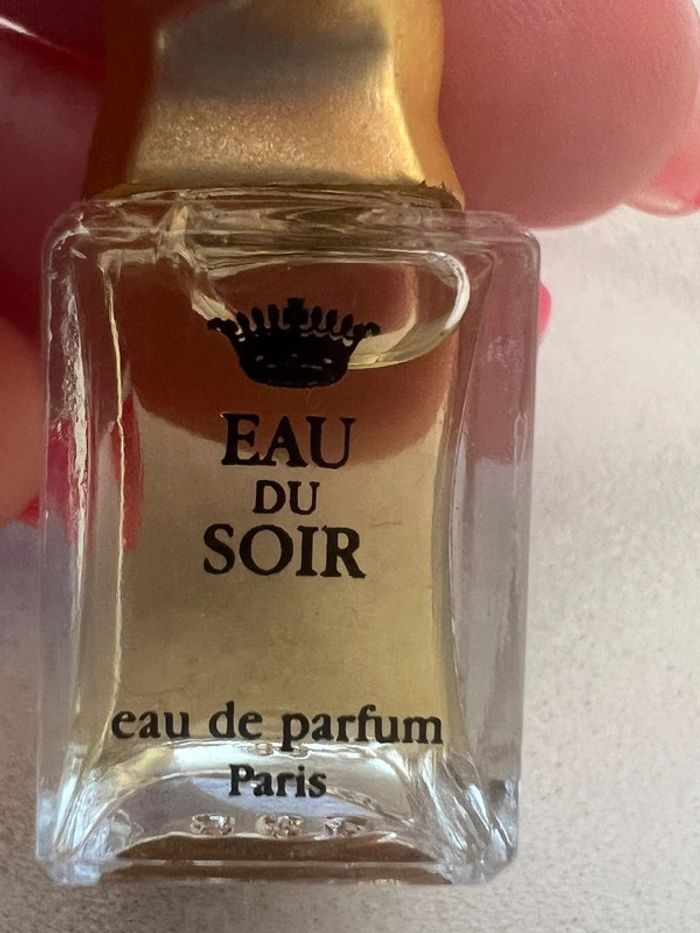 EAU
DU
SOIR
eau de parfum
Paris